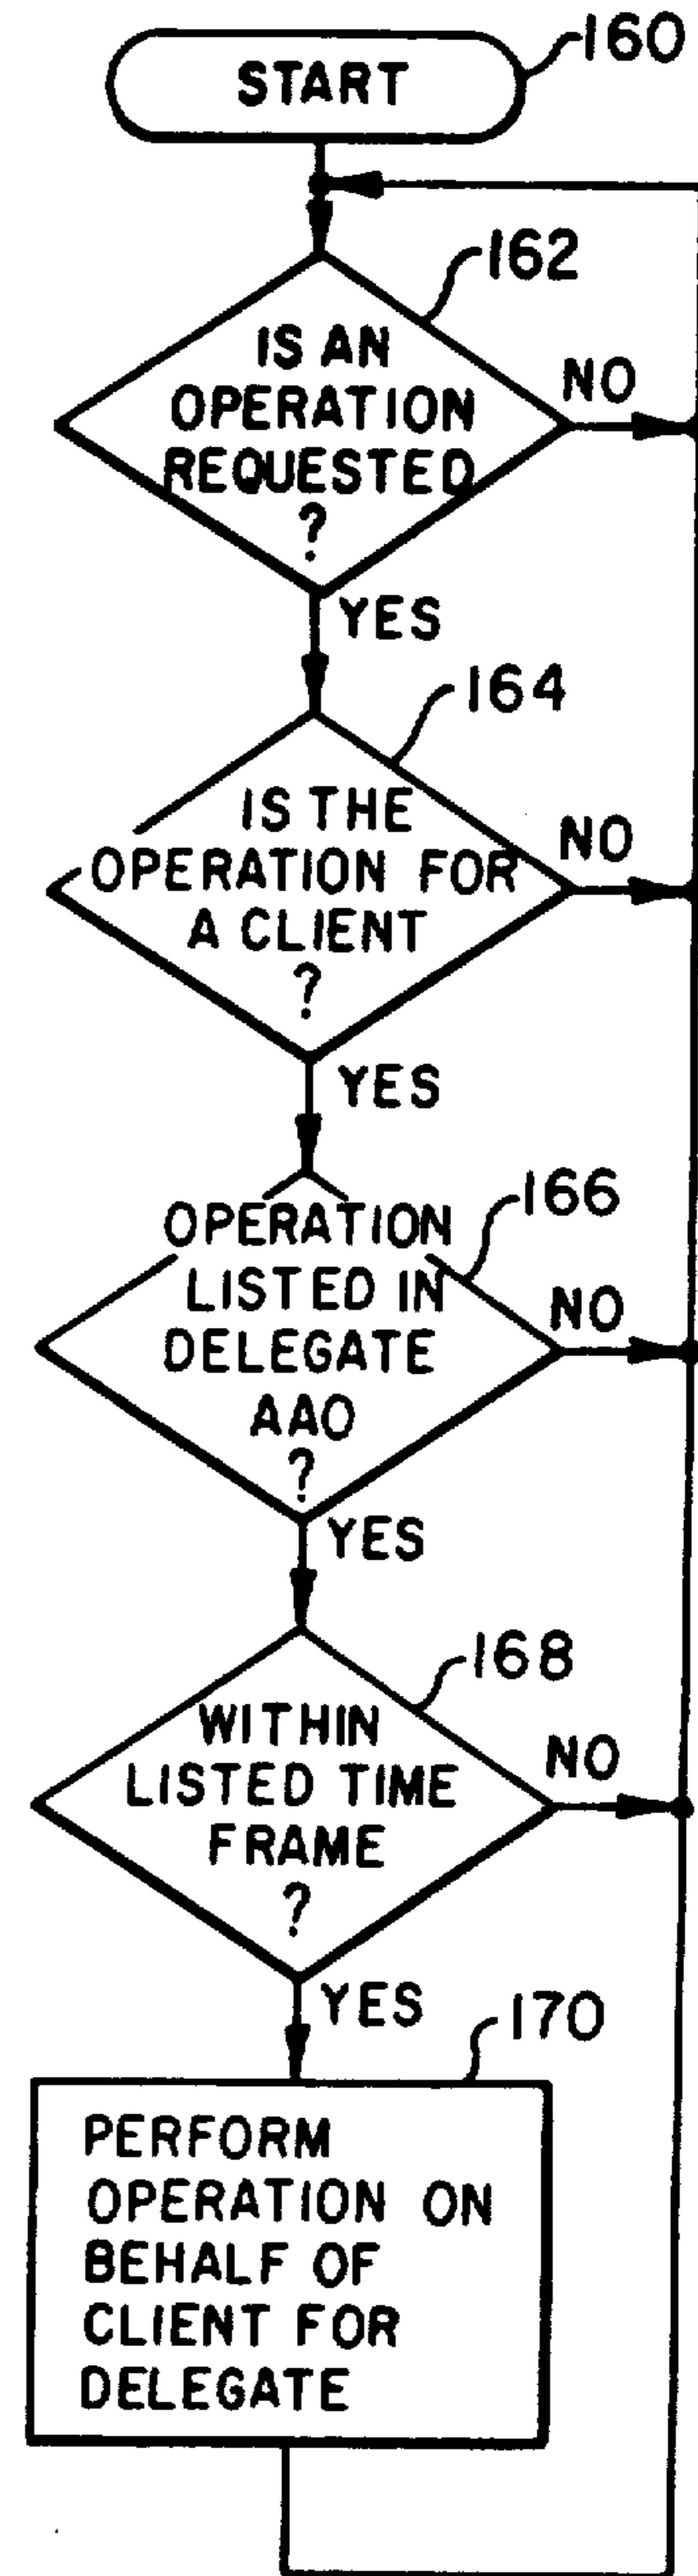 START
160
162
IS AN
OPERATION
REQUESTED
?
NO
YES
164
IS THE
OPERATION FOR
A CLIENT
?
NO
YES
166
OPERATION
LISTED IN
DELEGATE
AAO
?
NO
YES
168
WITHIN
LISTED TIME
FRAME
?
NO
YES
170
PERFORM
OPERATION ON
BEHALF OF
CLIENT FOR
DELEGATE